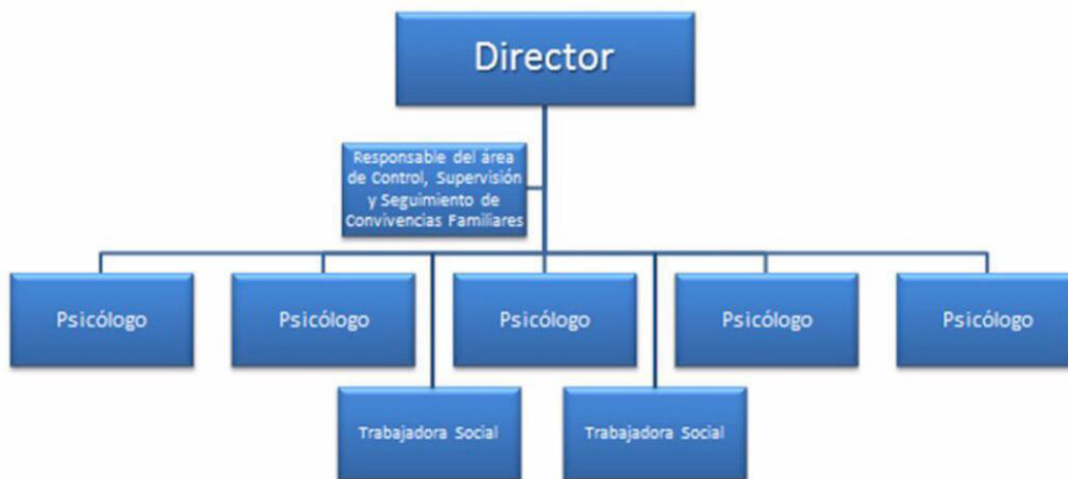 Director
Responsable del área
de Control, Supervisión
y Seguimiento de
Convivencias Familiares
Psicólogo
Psicólogo
Psicólogo
Psicólogo
Psicólogo
Trabajadora Social
Trabajadora Social